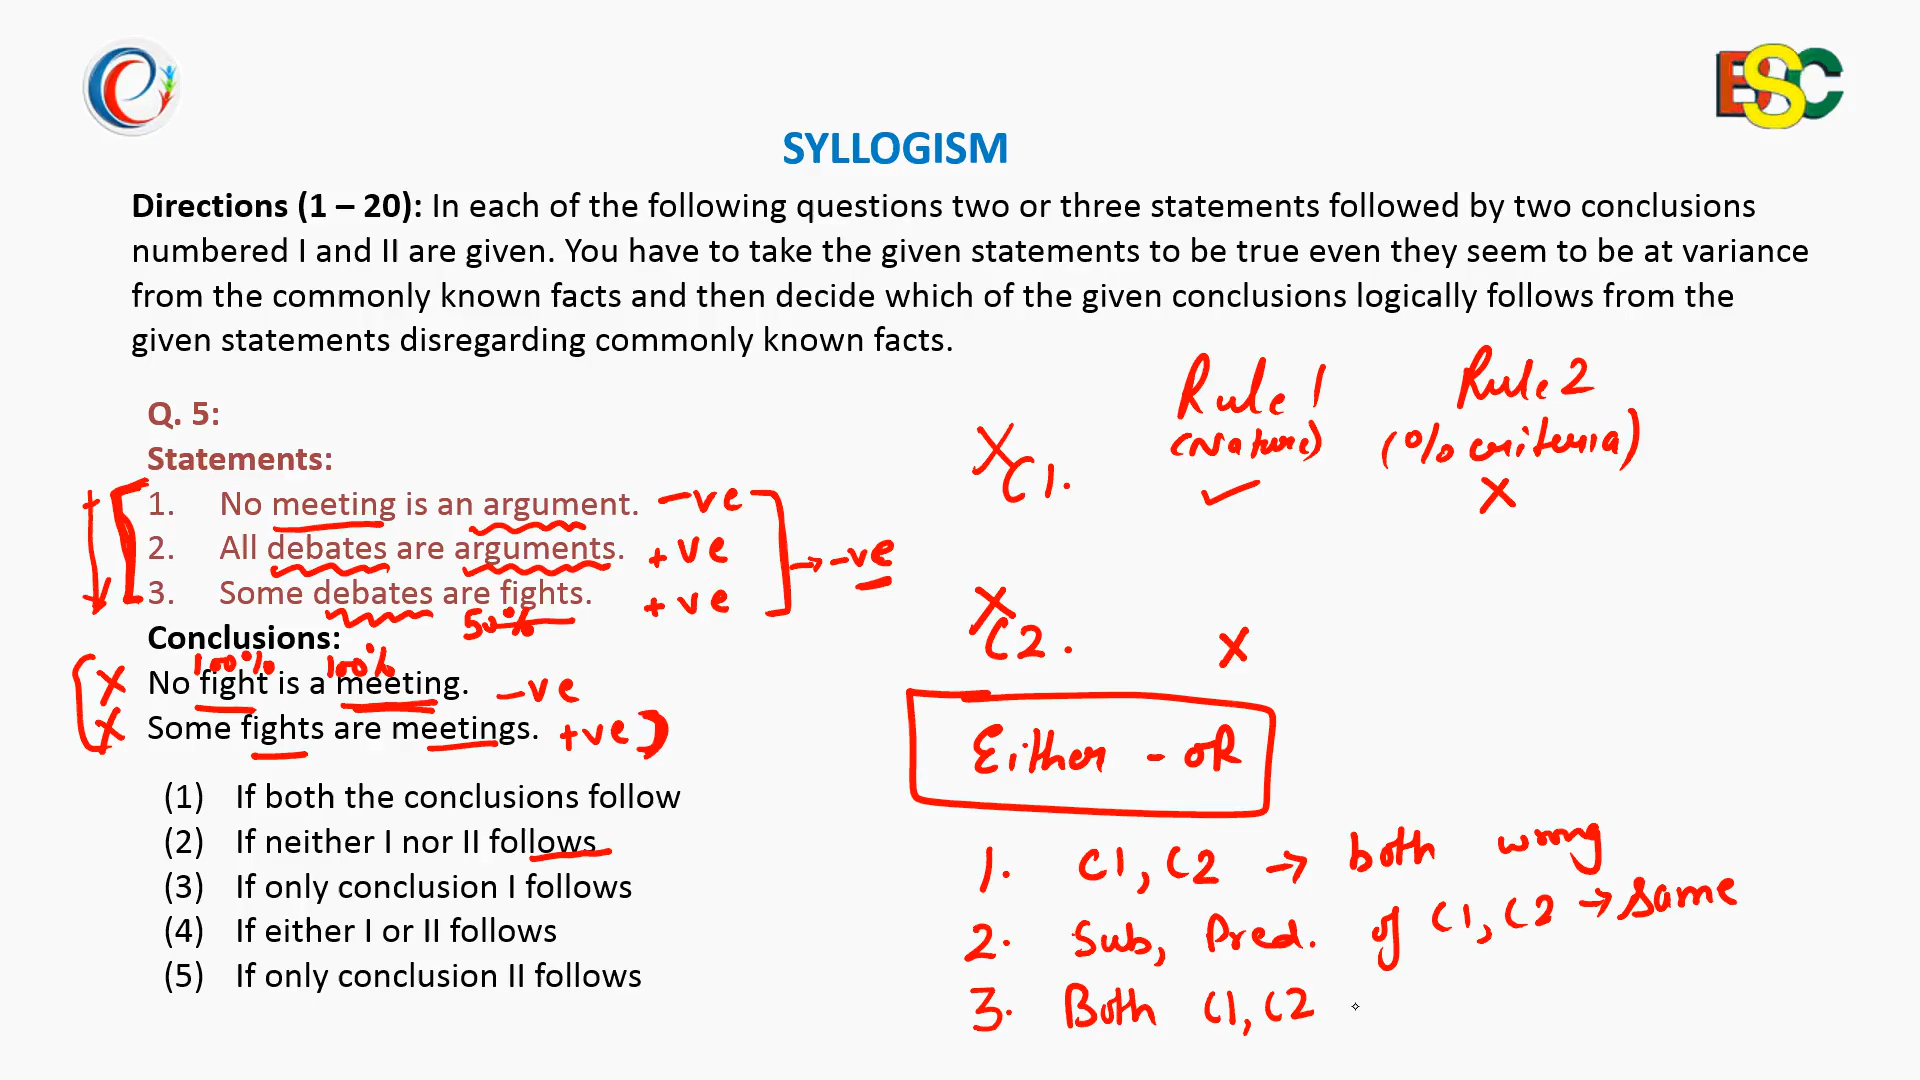 BSC
SYLLOGISM
Directions (1 – 20): In each of the following questions two or three statements followed by two conclusions
numbered I and II are given. You have to take the given statements to be true even they seem to be at variance
from the commonly known facts and then decide which of the given conclusions logically follows from the
given statements disregarding commonly known facts.
Q. 5:
Statements:
1. No meeting is an argument. -ve
2. All debates are arguments. +ve → -ve
3. Some debates are fights. +ve
50%
Conclusions:
100% 100%
No fight is a meeting. -ve
Some fights are meetings. +ve
(1) If both the conclusions follow
(2) If neither I nor II follows
(3) If only conclusion I follows
(4) If either I or II follows
(5) If only conclusion II follows
Rule 1 Rule 2
(Nature) (% criteria)
X C1. ✓ X
X C2. X
Either - OR
1. C1, C2 → both wrong
2. Sub, Pred. of C1, C2 → Same
3. Both C1, C2